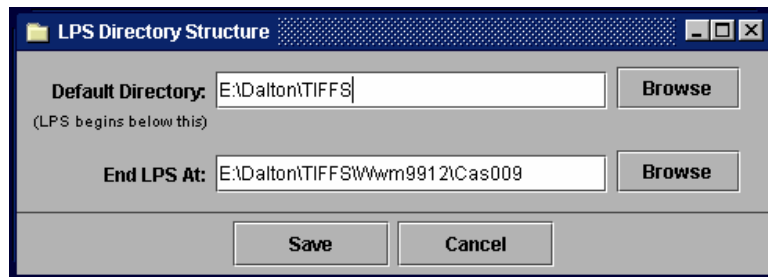 LPS Directory Structure
Default Directory: E:\Dalton\TIFFS Browse
(LPS begins below this)
End LPS At: E:\Dalton\TIFFS\Wwm9912\Cas009 Browse
Save Cancel